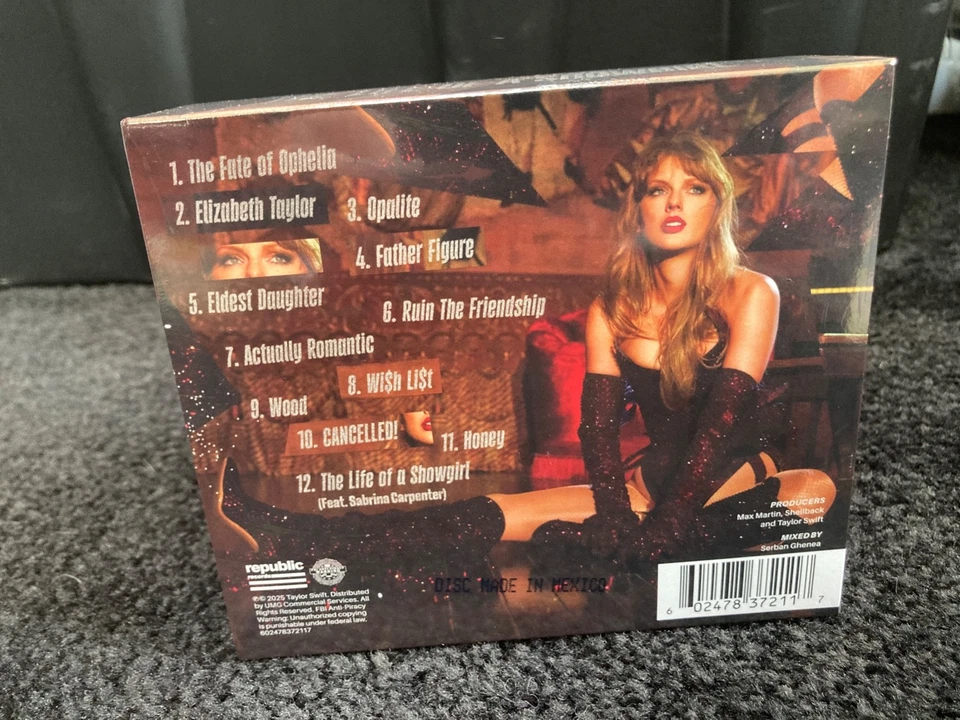 1. The Fate of Ophelia
2. Elizabeth Taylor
3. Opalite
4. Father Figure
5. Eldest Daughter
6. Ruin The Friendship
7. Actually Romantic
8. Wi$h Li$t
9. Wood
10. CANCELLED!
11. Honey
12. The Life of a Showgirl
(Feat. Sabrina Carpenter)
PRODUCERS
Max Martin, Shellback
and Taylor Swift
MIXED BY
Serban Ghenea
republic
records
℗© 2025 Taylor Swift. Distributed
by UMG Commercial Services. All
Rights Reserved. FBI Anti-Piracy
Warning: Unauthorized copying
is punishable under federal law.
602478372117
DISC MADE IN MEXICO
6 02478 37211 7